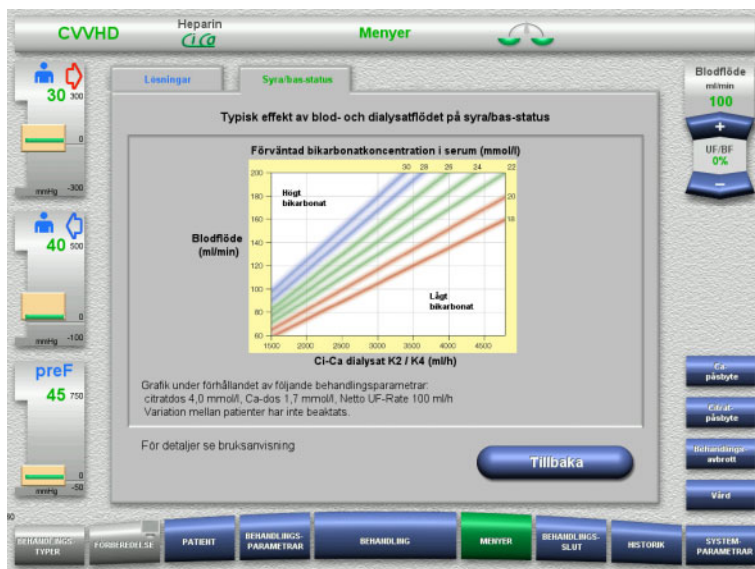 CVVHD
Heparin
CiCa
Menyer
30 300
0
mmHg -300
40 500
0
mmHg -100
preF
45 750
0
mmHg -50
Lösningar
Syra/bas-status
Typisk effekt av blod- och dialysatflödet på syra/bas-status
Förväntad bikarbonatkoncentration i serum (mmol/l)
30 28 26 24 22
200
180
160
140
120
100
80
60
Högt
bikarbonat
20
18
Blodflöde
(ml/min)
Lågt
bikarbonat
1500 2000 2500 3000 3500 4000 4500
Ci-Ca dialysat K2 / K4 (ml/h)
Grafik under förhållandet av följande behandlingsparametrar:
citratdos 4,0 mmol/l, Ca-dos 1,7 mmol/l, Netto UF-Rate 100 ml/h
Variation mellan patienter har inte beaktats.
För detaljer se bruksanvisning
Tillbaka
Blodflöde
ml/min
100
+
UF/BF
0%
−
Ca-
påsbyte
Citrat-
påsbyte
Behandlings
avbrott
Vård
BEHANDLINGS-
TYPER
FÖRBEREDELSE
PATIENT
BEHANDLINGS-
PARAMETRAR
BEHANDLING
MENYER
BEHANDLINGS-
SLUT
HISTORIK
SYSTEM-
PARAMETRAR